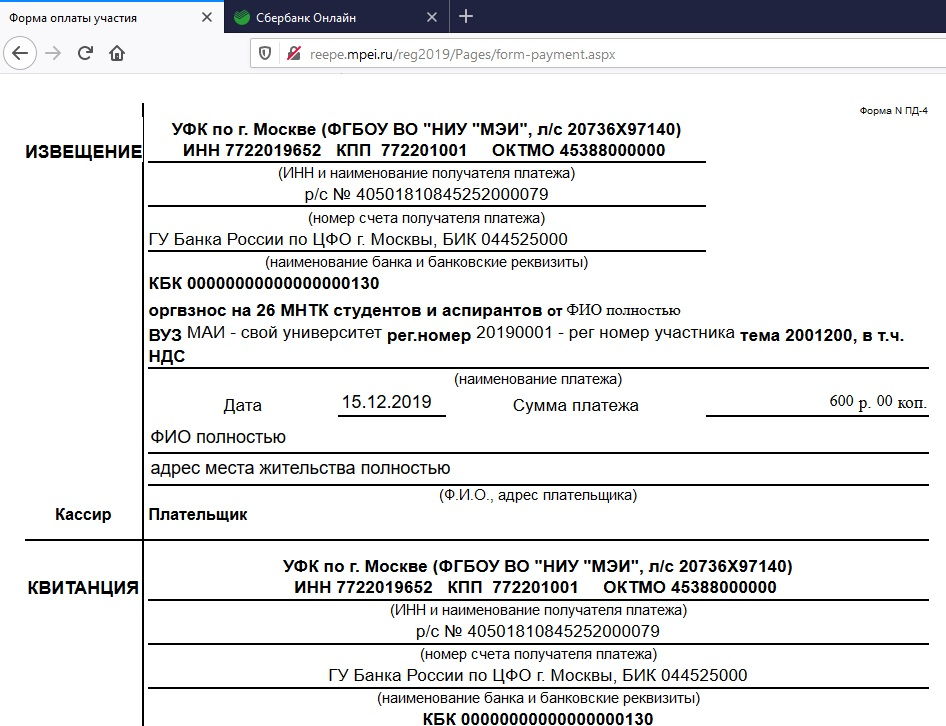 Форма оплаты участия
Сбербанк Онлайн
reepe.mpei.ru/reg2019/Pages/form-payment.aspx
Форма N ПД-4
ИЗВЕЩЕНИЕ
УФК по г. Москве (ФГБОУ ВО "НИУ "МЭИ", л/с 20736Х97140)
ИНН 7722019652 КПП 772201001 ОКТМО 45388000000
(ИНН и наименование получателя платежа)
р/с № 40501810845252000079
(номер счета получателя платежа)
ГУ Банка России по ЦФО г. Москвы, БИК 044525000
(наименование банка и банковские реквизиты)
КБК 00000000000000000130
оргвзнос на 26 МНТК студентов и аспирантов от ФИО полностью
ВУЗ МАИ - свой университет рег.номер 20190001 - рег номер участника тема 2001200, в т.ч.
НДС
(наименование платежа)
Дата 15.12.2019 Сумма платежа 600 р. 00 коп.
ФИО полностью
адрес места жительства полностью
(Ф.И.О., адрес плательщика)
Кассир Плательщик
КВИТАНЦИЯ
УФК по г. Москве (ФГБОУ ВО "НИУ "МЭИ", л/с 20736Х97140)
ИНН 7722019652 КПП 772201001 ОКТМО 45388000000
(ИНН и наименование получателя платежа)
р/с № 40501810845252000079
(номер счета получателя платежа)
ГУ Банка России по ЦФО г. Москвы, БИК 044525000
(наименование банка и банковские реквизиты)
КБК 00000000000000000130